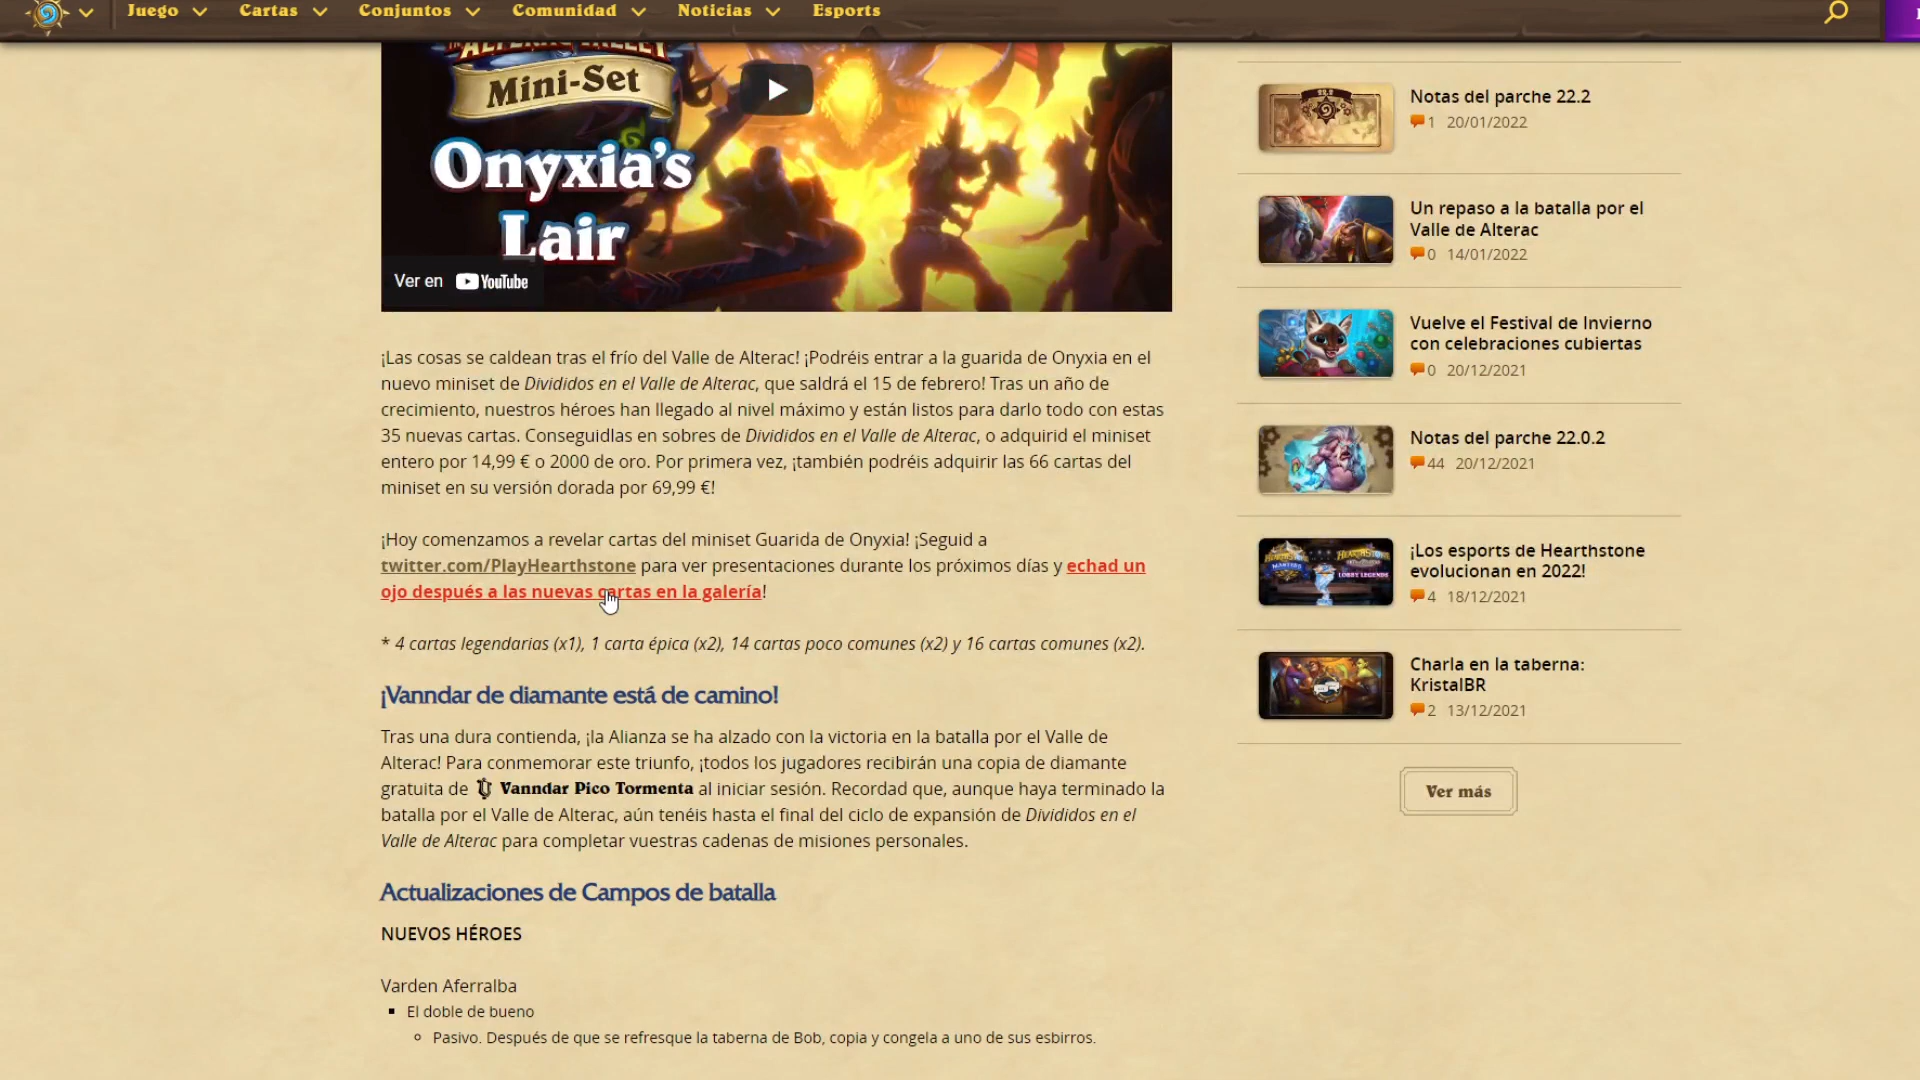 Juego
Cartas
Conjuntos
Comunidad
Noticias
Esports
ALTERAC VALLEY
Mini-Set
Onyxia's
Lair
Ver en YouTube
¡Las cosas se caldean tras el frío del Valle de Alterac! ¡Podréis entrar a la guarida de Onyxia en el
nuevo miniset de Divididos en el Valle de Alterac, que saldrá el 15 de febrero! Tras un año de
crecimiento, nuestros héroes han llegado al nivel máximo y están listos para darlo todo con estas
35 nuevas cartas. Conseguidlas en sobres de Divididos en el Valle de Alterac, o adquirid el miniset
entero por 14,99 € o 2000 de oro. Por primera vez, ¡también podréis adquirir las 66 cartas del
miniset en su versión dorada por 69,99 €!
¡Hoy comenzamos a revelar cartas del miniset Guarida de Onyxia! ¡Seguid a
twitter.com/PlayHearthstone para ver presentaciones durante los próximos días y echad un
ojo después a las nuevas cartas en la galería!
* 4 cartas legendarias (x1), 1 carta épica (x2), 14 cartas poco comunes (x2) y 16 cartas comunes (x2).
¡Vanndar de diamante está de camino!
Tras una dura contienda, ¡la Alianza se ha alzado con la victoria en la batalla por el Valle de
Alterac! Para conmemorar este triunfo, ¡todos los jugadores recibirán una copia de diamante
gratuita de Vanndar Pico Tormenta al iniciar sesión. Recordad que, aunque haya terminado la
batalla por el Valle de Alterac, aún tenéis hasta el final del ciclo de expansión de Divididos en el
Valle de Alterac para completar vuestras cadenas de misiones personales.
Actualizaciones de Campos de batalla
NUEVOS HÉROES
Varden Aferralba
El doble de bueno
Pasivo. Después de que se refresque la taberna de Bob, copia y congela a uno de sus esbirros.
Notas del parche 22.2
1 20/01/2022
Un repaso a la batalla por el
Valle de Alterac
0 14/01/2022
Vuelve el Festival de Invierno
con celebraciones cubiertas
0 20/12/2021
Notas del parche 22.0.2
44 20/12/2021
¡Los esports de Hearthstone
evolucionan en 2022!
4 18/12/2021
Charla en la taberna:
KristalBR
2 13/12/2021
Ver más